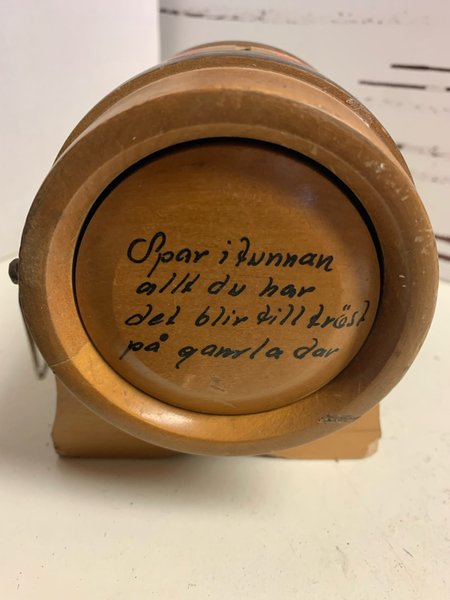 Spar i tunnan
allt du har
det blir till tröst
på gamla dar